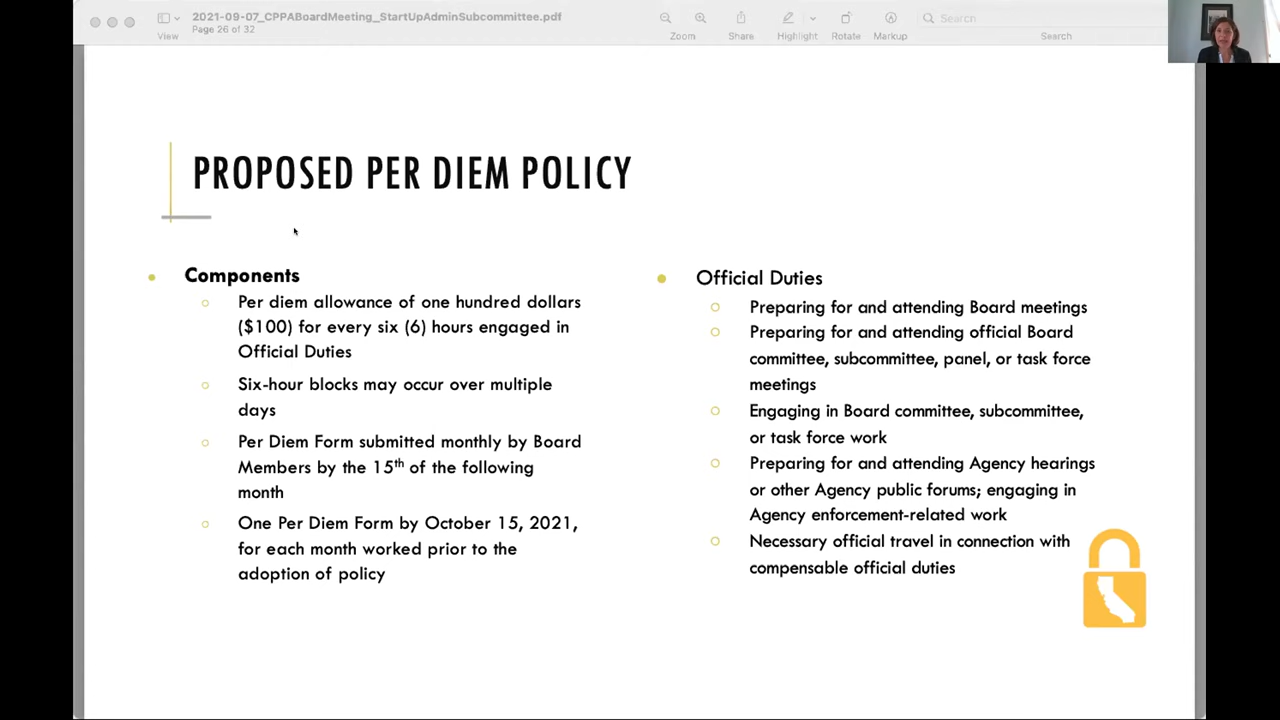 2021-09-07_CPPABoardMeeting_StartUpAdminSubcommittee.pdf
Page 26 of 32
View
Zoom
Share
Highlight
Rotate
Markup
Search
Search
PROPOSED PER DIEM POLICY
Components
Per diem allowance of one hundred dollars
($100) for every six (6) hours engaged in
Official Duties
Six-hour blocks may occur over multiple
days
Per Diem Form submitted monthly by Board
Members by the 15th of the following
month
One Per Diem Form by October 15, 2021,
for each month worked prior to the
adoption of policy
Official Duties
Preparing for and attending Board meetings
Preparing for and attending official Board
committee, subcommittee, panel, or task force
meetings
Engaging in Board committee, subcommittee,
or task force work
Preparing for and attending Agency hearings
or other Agency public forums; engaging in
Agency enforcement-related work
Necessary official travel in connection with
compensable official duties